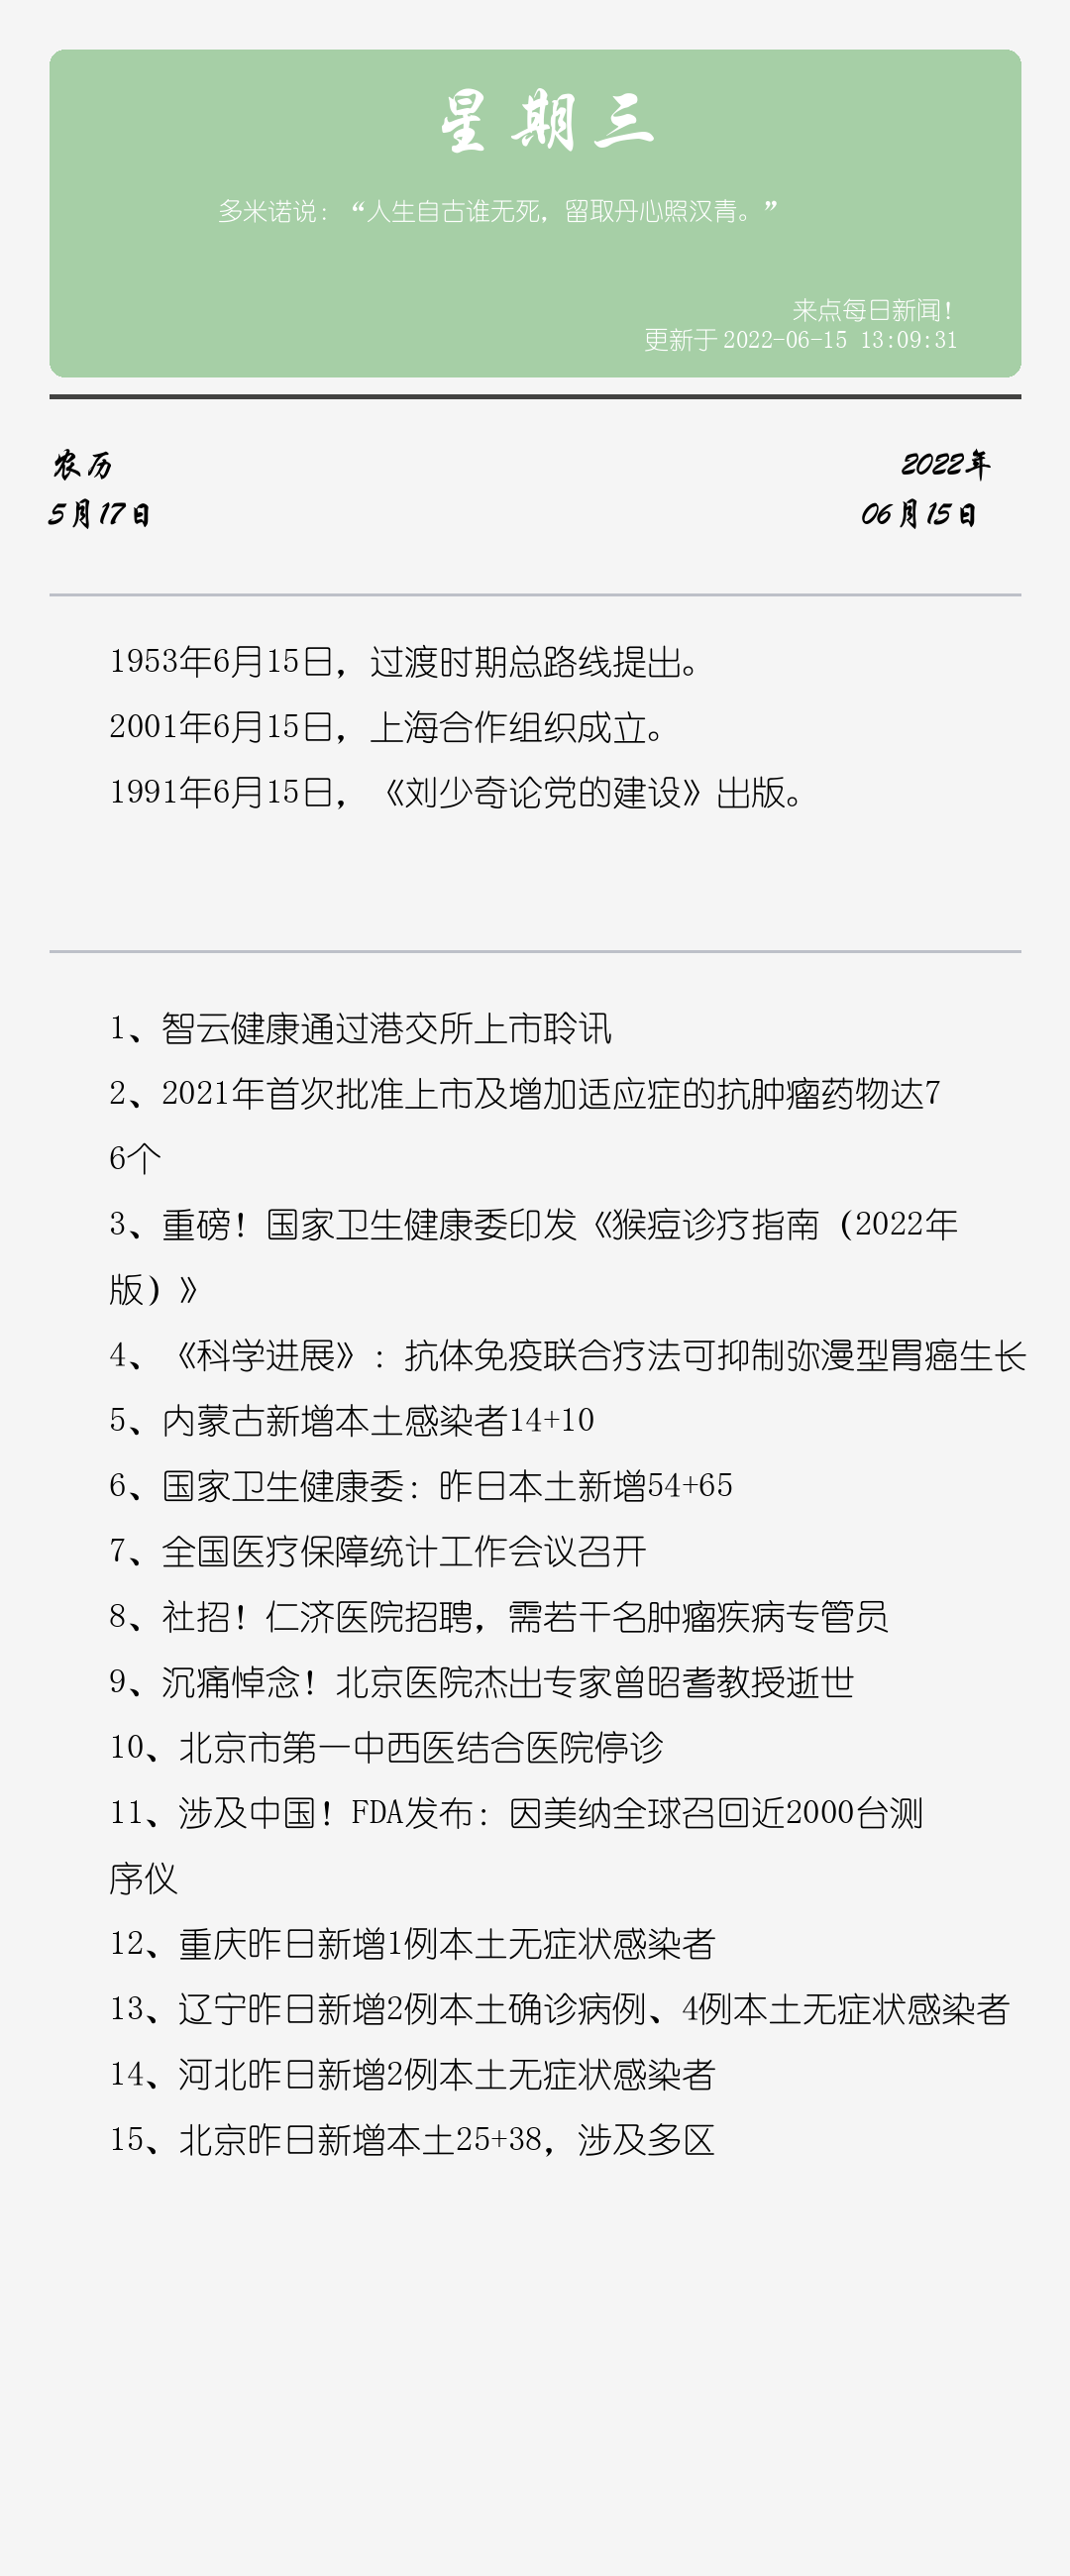 星期三
多米诺说：“人生自古谁无死，留取丹心照汉青。”
来点每日新闻！
更新于 2022-06-15 13:09:31
农历
2022年
5月17日
06月15日
1953年6月15日，过渡时期总路线提出。
2001年6月15日，上海合作组织成立。
1991年6月15日，《刘少奇论党的建设》出版。
1、智云健康通过港交所上市聆讯
2、2021年首次批准上市及增加适应症的抗肿瘤药物达7
6个
3、重磅！国家卫生健康委印发《猴痘诊疗指南（2022年
版）》
4、《科学进展》：抗体免疫联合疗法可抑制弥漫型胃癌生长
5、内蒙古新增本土感染者14+10
6、国家卫生健康委：昨日本土新增54+65
7、全国医疗保障统计工作会议召开
8、社招！仁济医院招聘，需若干名肿瘤疾病专管员
9、沉痛悼念！北京医院杰出专家曾昭耆教授逝世
10、北京市第一中西医结合医院停诊
11、涉及中国！FDA发布：因美纳全球召回近2000台测
序仪
12、重庆昨日新增1例本土无症状感染者
13、辽宁昨日新增2例本土确诊病例、4例本土无症状感染者
14、河北昨日新增2例本土无症状感染者
15、北京昨日新增本土25+38，涉及多区